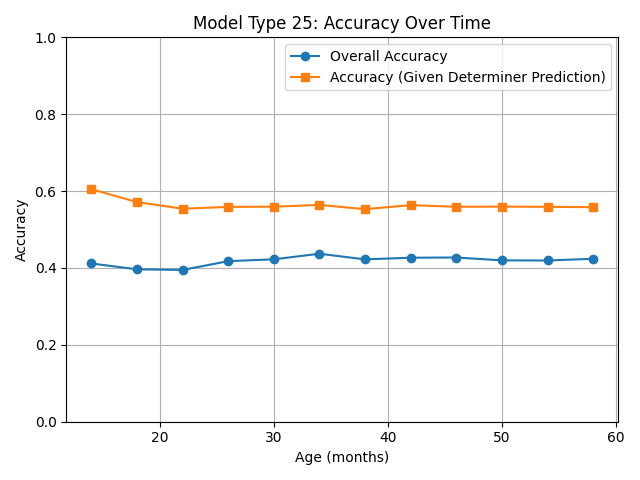 Model Type 25: Accuracy Over Time
Overall Accuracy
Accuracy (Given Determiner Prediction)
1.0
0.8
0.6
0.4
0.2
0.0
Accuracy
20 30 40 50 60
Age (months)